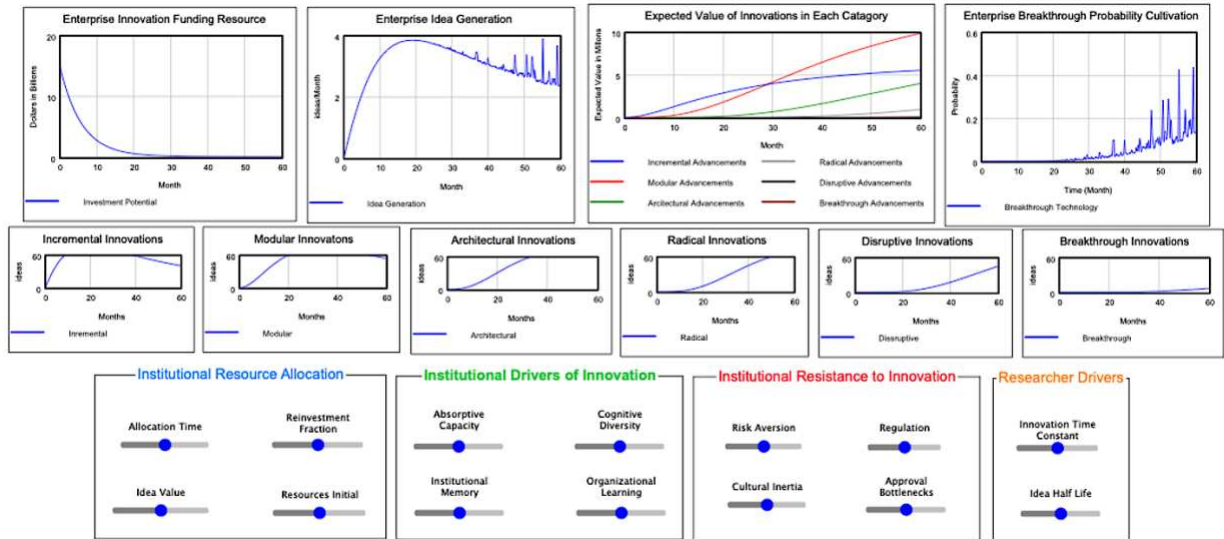 Enterprise Innovation Funding Resource
20
10
0
Dollars in Billions
0 10 20 30 40 50 60
Month
Investment Potential
Enterprise Idea Generation
4
2
0
ideas/Month
0 10 20 30 40 50 60
Month
Idea Generation
Expected Value of Innovations in Each Catagory
10
5
0
Expected Value in Millons
0 10 20 30 40 50 60
Month
Incremental Advancements
Radical Advancements
Modular Advancements
Disruptive Advancements
Arcitectural Advancements
Breakthrough Advancements
Enterprise Breakthrough Probability Cultivation
0.6
0.4
0.2
0
Probability
0 10 20 30 40 50 60
Time (Month)
Breakthrough Technology
Incremental Innovations
60
0
ideas
0 20 40 60
Months
Inremental
Modular Innovatons
60
0
ideas
0 20 40 60
Months
Modular
Architectural Innovations
60
0
ideas
0 20 40 60
Months
Architectural
Radical Innovations
60
0
ideas
0 20 40 60
Months
Radical
Disruptive Innovations
60
0
ideas
0 20 40 60
Months
Dissruptive
Breakthrough Innovations
60
0
ideas
0 20 40 60
Months
Breakthrough
Institutional Resource Allocation
Allocation Time
Reinvestment
Fraction
Idea Value
Resources Initial
Institutional Drivers of Innovation
Absorptive
Capacity
Cognitive
Diversity
Institutional
Memory
Organizational
Learning
Institutional Resistance to Innovation
Risk Aversion
Regulation
Cultural Inertia
Approval
Bottlenecks
Researcher Drivers
Innovation Time
Constant
Idea Half Life